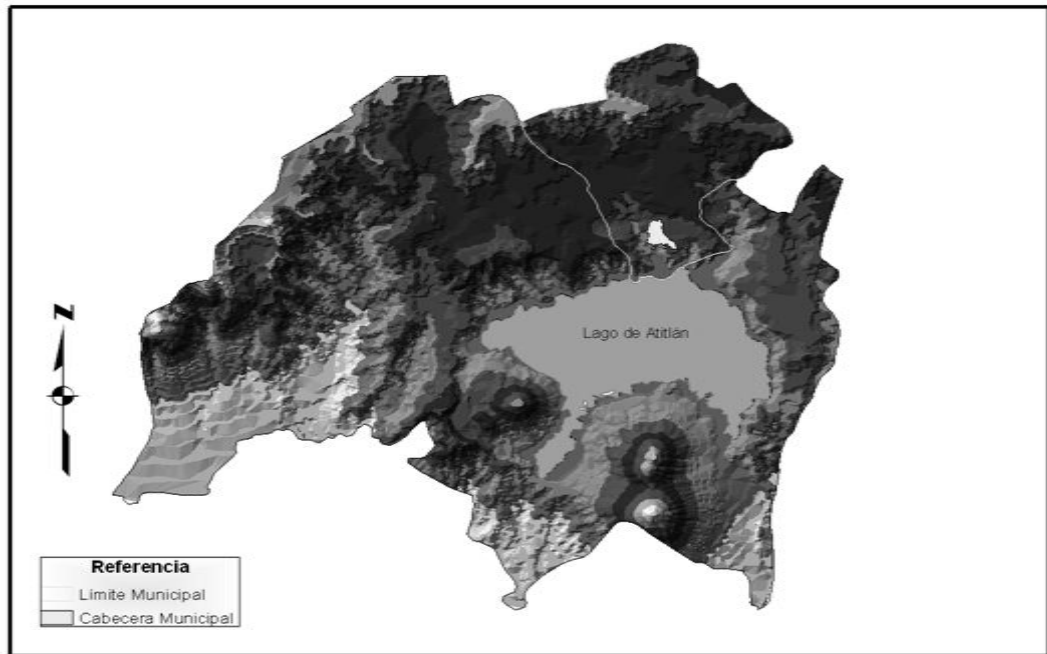 Lago de Atitlán
N
Referencia
Límite Municipal
Cabecera Municipal